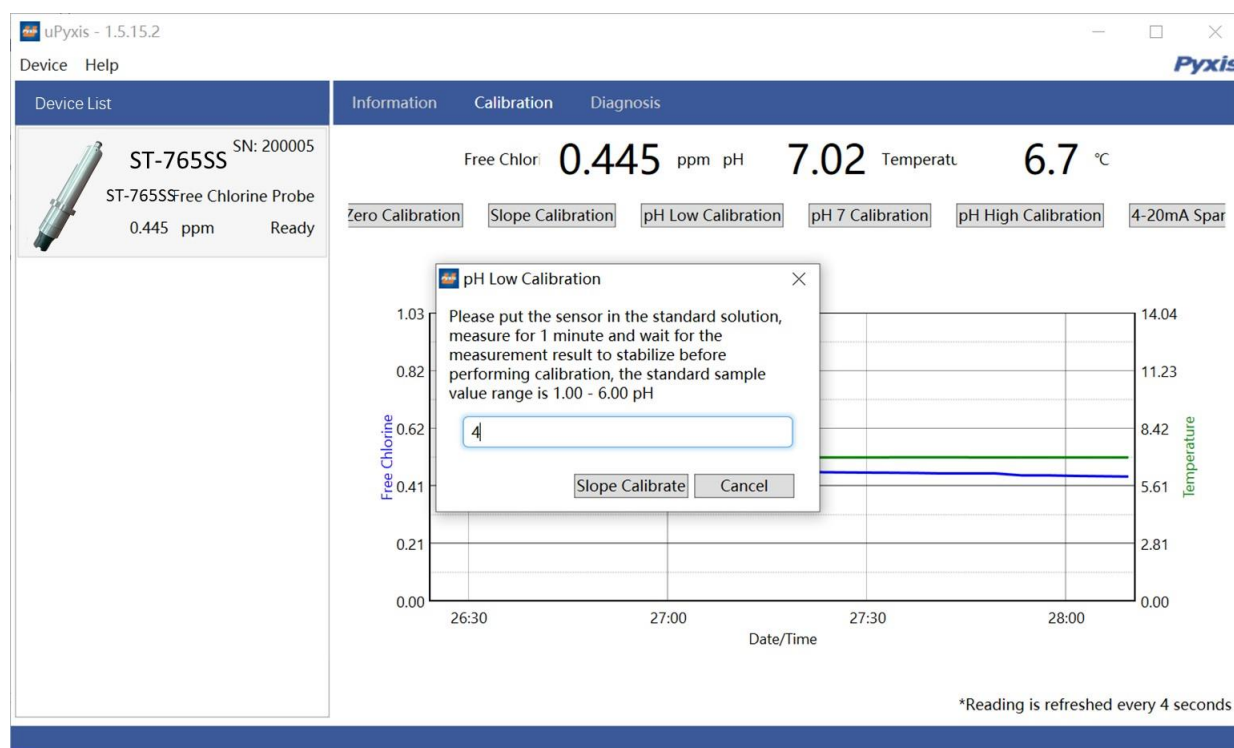 uPyxis - 1.5.15.2
Device Help
Pyxis
Device List
Information Calibration Diagnosis
ST-765SS SN: 200005
ST-765SSFree Chlorine Probe
0.445 ppm Ready
Free Chlori 0.445 ppm pH 7.02 Temperatu 6.7 °C
Zero Calibration Slope Calibration pH Low Calibration pH 7 Calibration pH High Calibration 4-20mA Span
pH Low Calibration
Please put the sensor in the standard solution,
measure for 1 minute and wait for the
measurement result to stabilize before
performing calibration, the standard sample
value range is 1.00 - 6.00 pH
4
Slope Calibrate Cancel
Free Chlorine
1.03
0.82
0.62
0.41
0.21
0.00
14.04
11.23
8.42
5.61
2.81
0.00
Temperature
26:30 27:00 27:30 28:00
Date/Time
*Reading is refreshed every 4 seconds